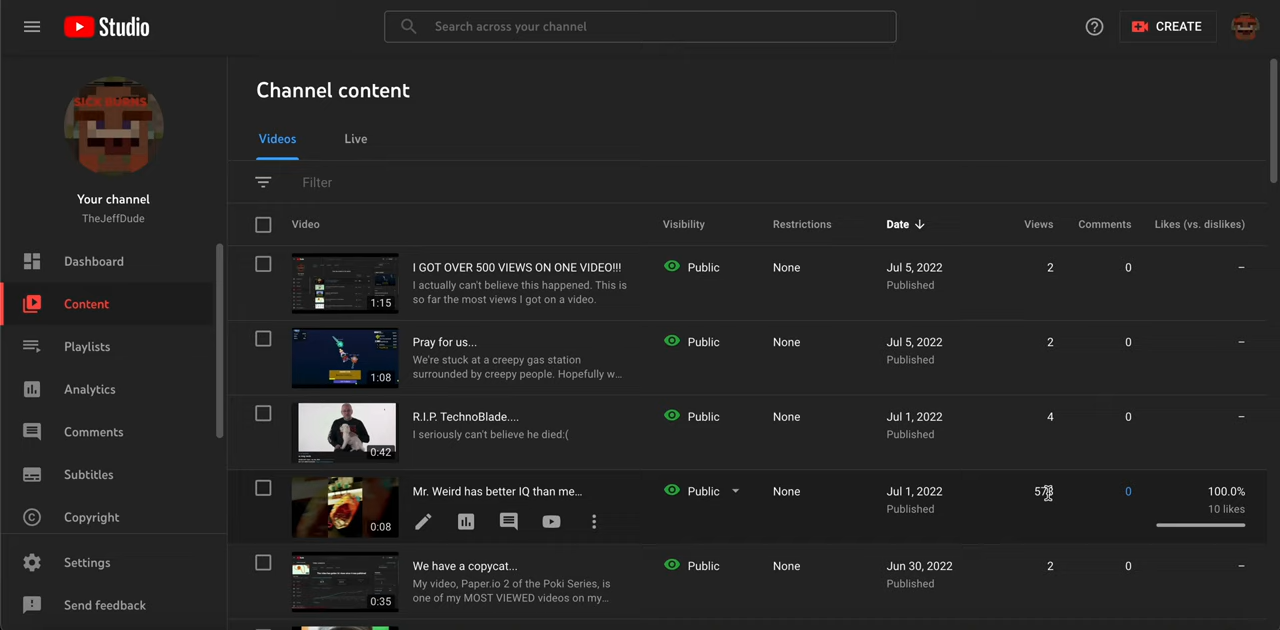 Studio
Search across your channel
CREATE
SICK BURNS
Your channel
TheJeffDude
Dashboard
Content
Playlists
Analytics
Comments
Subtitles
Copyright
Settings
Send feedback
Channel content
Videos Live
Filter
Video Visibility Restrictions Date Views Comments Likes (vs. dislikes)
1:15 I GOT OVER 500 VIEWS ON ONE VIDEO!!! Public None Jul 5, 2022 2 0 –
I actually can't believe this happened. This is Published
so far the most views I got on a video.
1:08 Pray for us... Public None Jul 5, 2022 2 0 –
We're stuck at a creepy gas station Published
surrounded by creepy people. Hopefully w...
0:42 R.I.P. TechnoBlade.... Public None Jul 1, 2022 4 0 –
I seriously can't believe he died:( Published
0:08 Mr. Weird has better IQ than me... Public None Jul 1, 2022 0 100.0%
Published 10 likes
0:35 We have a copycat... Public None Jun 30, 2022 2 0 –
My video, Paper.io 2 of the Poki Series, is Published
one of my MOST VIEWED videos on my...